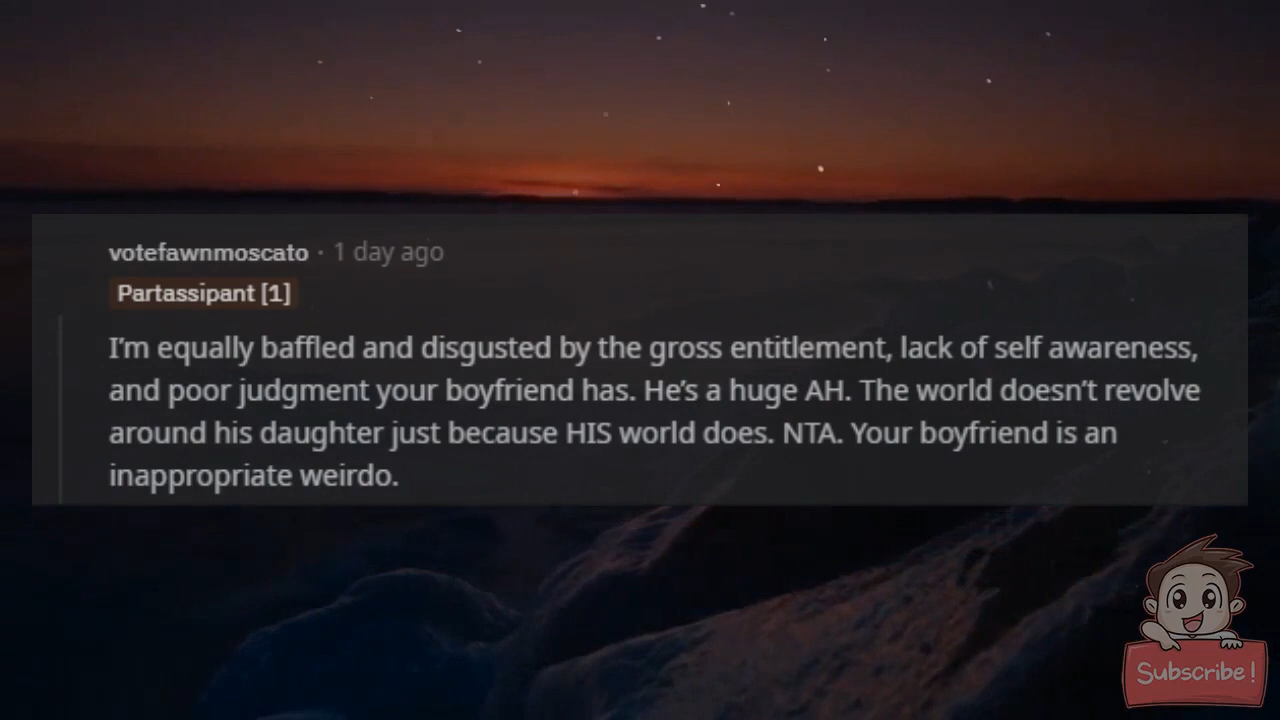 votefawnmoscato · 1 day ago
Partassipant [1]
I'm equally baffled and disgusted by the gross entitlement, lack of self awareness,
and poor judgment your boyfriend has. He's a huge AH. The world doesn't revolve
around his daughter just because HIS world does. NTA. Your boyfriend is an
inappropriate weirdo.
Subscribe!